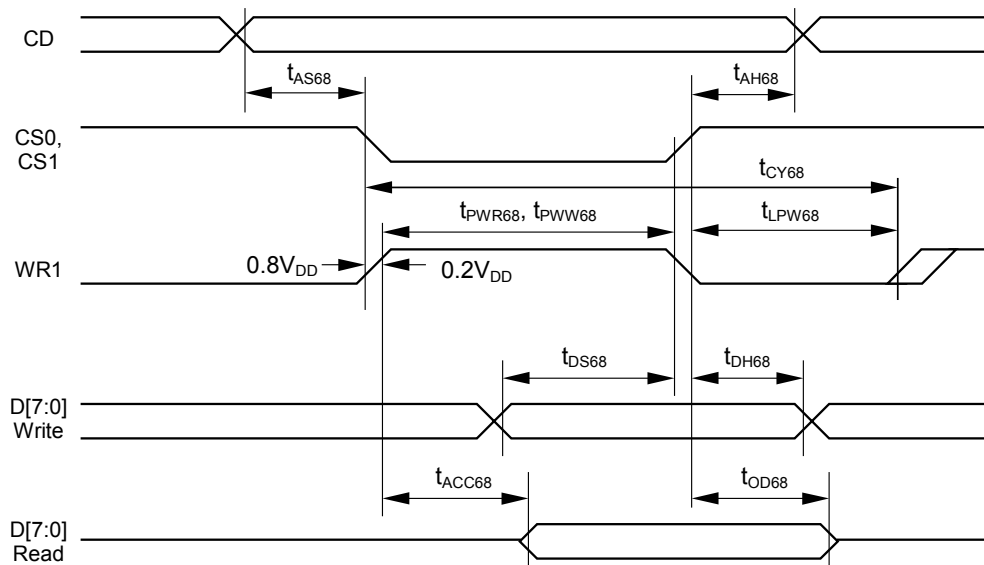 CD
tAS68
tAH68
CS0,
CS1
tCY68
tPWR68, tPWW68
tLPW68
WR1
0.8VDD
0.2VDD
tDS68
tDH68
D[7:0]
Write
tACC68
tOD68
D[7:0]
Read